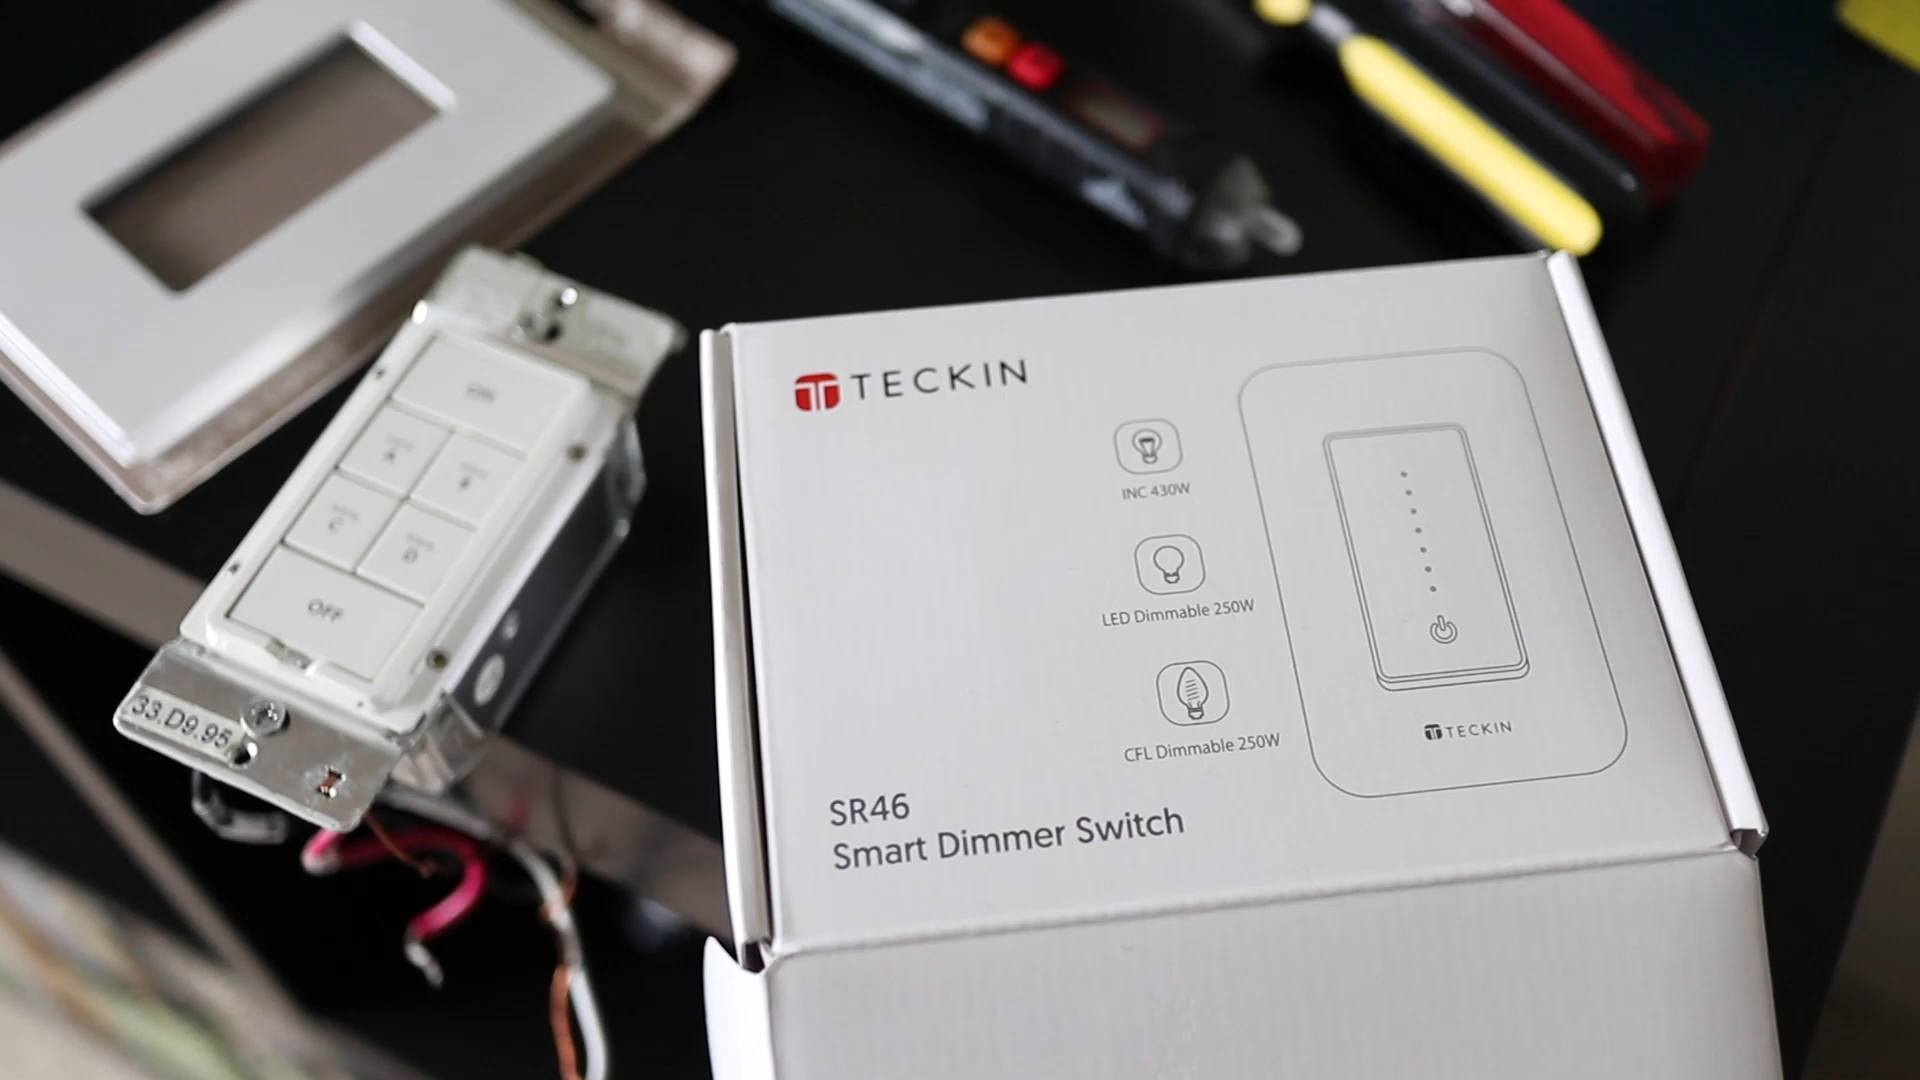 TECKIN
INC 430W
LED Dimmable 250W
CFL Dimmable 250W
TECKIN
SR46
Smart Dimmer Switch
ON
A
B
C
D
OFF
33.D9.95